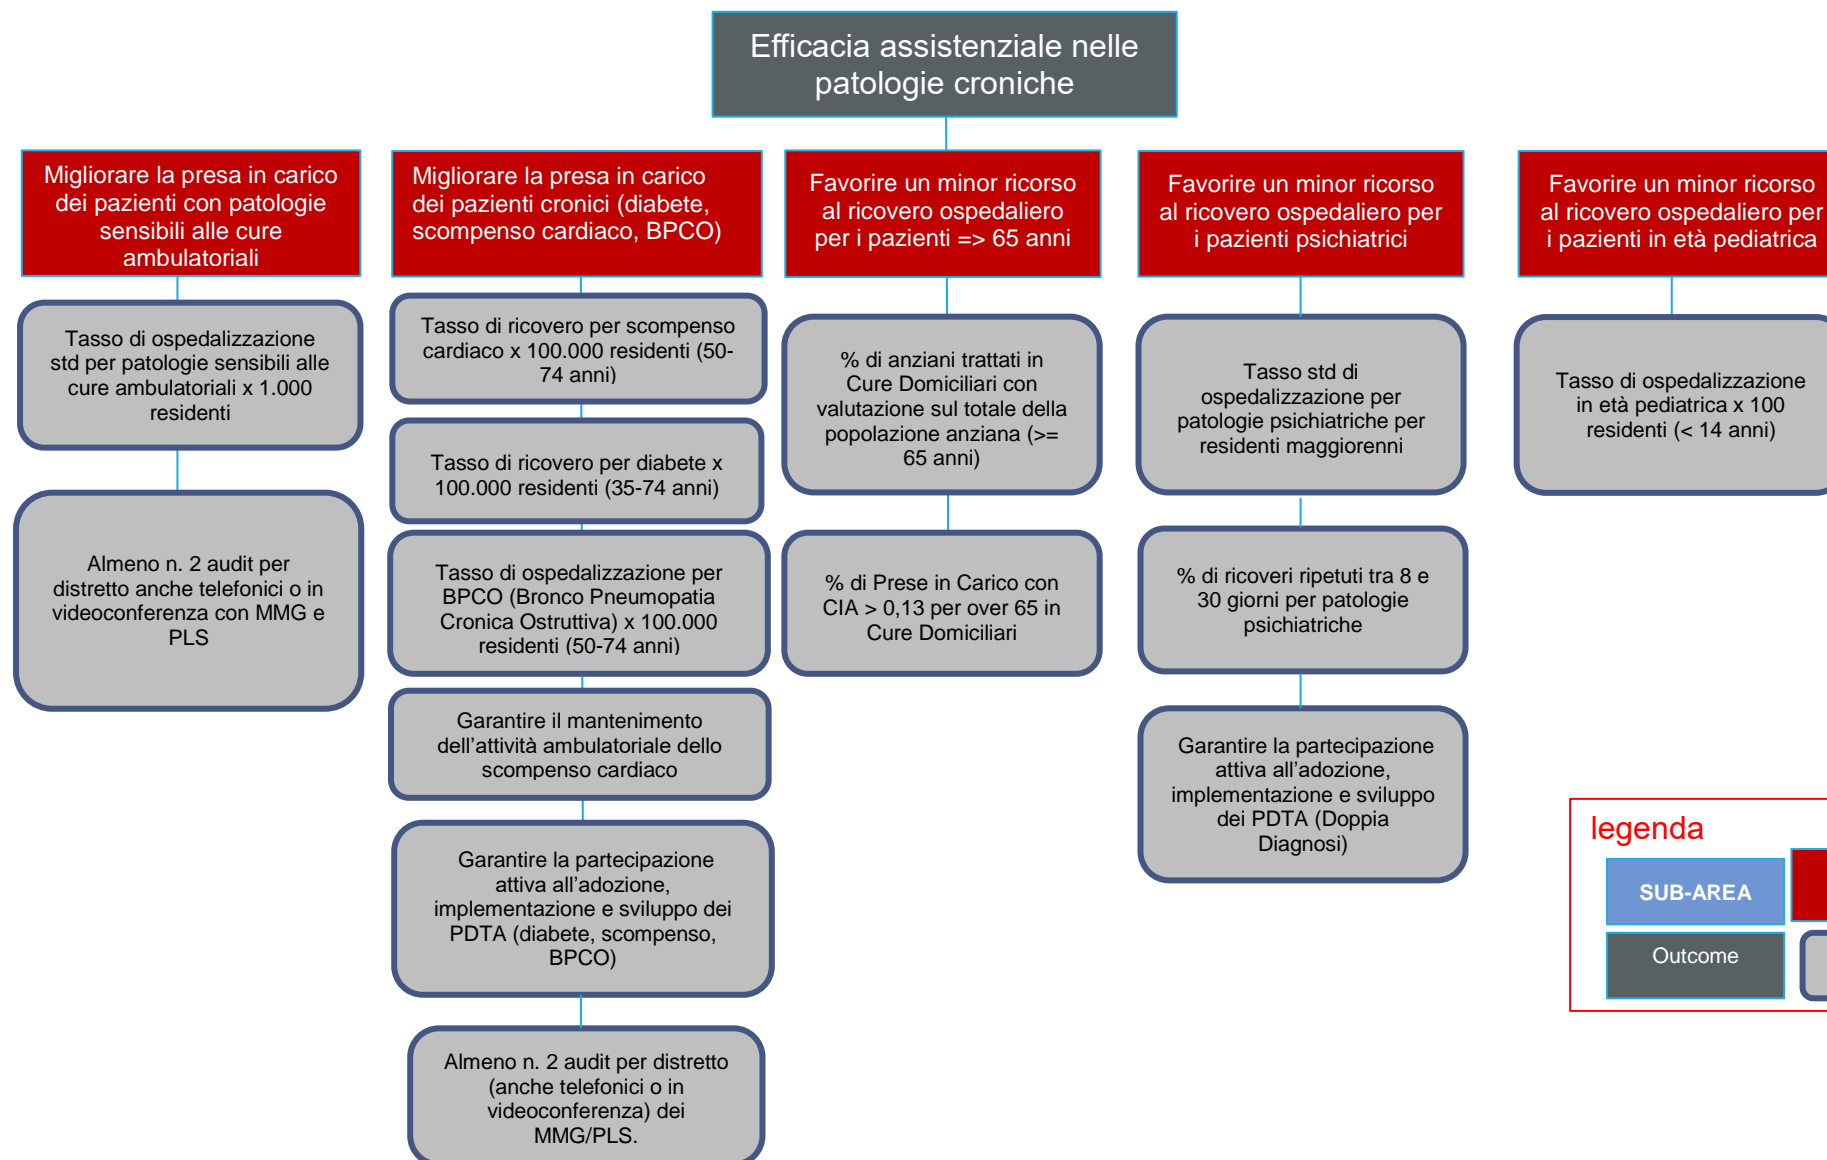 Efficacia assistenziale nelle
patologie croniche
Migliorare la presa in carico
dei pazienti con patologie
sensibili alle cure
ambulatoriali
Tasso di ospedalizzazione
std per patologie sensibili alle
cure ambulatoriali x 1.000
residenti
Almeno n. 2 audit per
distretto anche telefonici o in
videoconferenza con MMG e
PLS
Migliorare la presa in carico
dei pazienti cronici (diabete,
scompenso cardiaco, BPCO)
Tasso di ricovero per scompenso
cardiaco x 100.000 residenti (50-
74 anni)
Tasso di ricovero per diabete x
100.000 residenti (35-74 anni)
Tasso di ospedalizzazione per
BPCO (Bronco Pneumopatia
Cronica Ostruttiva) x 100.000
residenti (50-74 anni)
Garantire il mantenimento
dell'attività ambulatoriale dello
scompenso cardiaco
Garantire la partecipazione
attiva all'adozione,
implementazione e sviluppo dei
PDTA (diabete, scompenso,
BPCO)
Almeno n. 2 audit per distretto
(anche telefonici o in
videoconferenza) dei
MMG/PLS.
Favorire un minor ricorso
al ricovero ospedaliero
per i pazienti => 65 anni
% di anziani trattati in
Cure Domiciliari con
valutazione sul totale della
popolazione anziana (>=
65 anni)
% di Prese in Carico con
CIA > 0,13 per over 65 in
Cure Domiciliari
Favorire un minor ricorso
al ricovero ospedaliero per
i pazienti psichiatrici
Tasso std di
ospedalizzazione per
patologie psichiatriche per
residenti maggiorenni
% di ricoveri ripetuti tra 8 e
30 giorni per patologie
psichiatriche
Garantire la partecipazione
attiva all'adozione,
implementazione e sviluppo
dei PDTA (Doppia
Diagnosi)
Favorire un minor ricorso
al ricovero ospedaliero per
i pazienti in età pediatrica
Tasso di ospedalizzazione
in età pediatrica x 100
residenti (< 14 anni)
legenda
SUB-AREA
Outcome